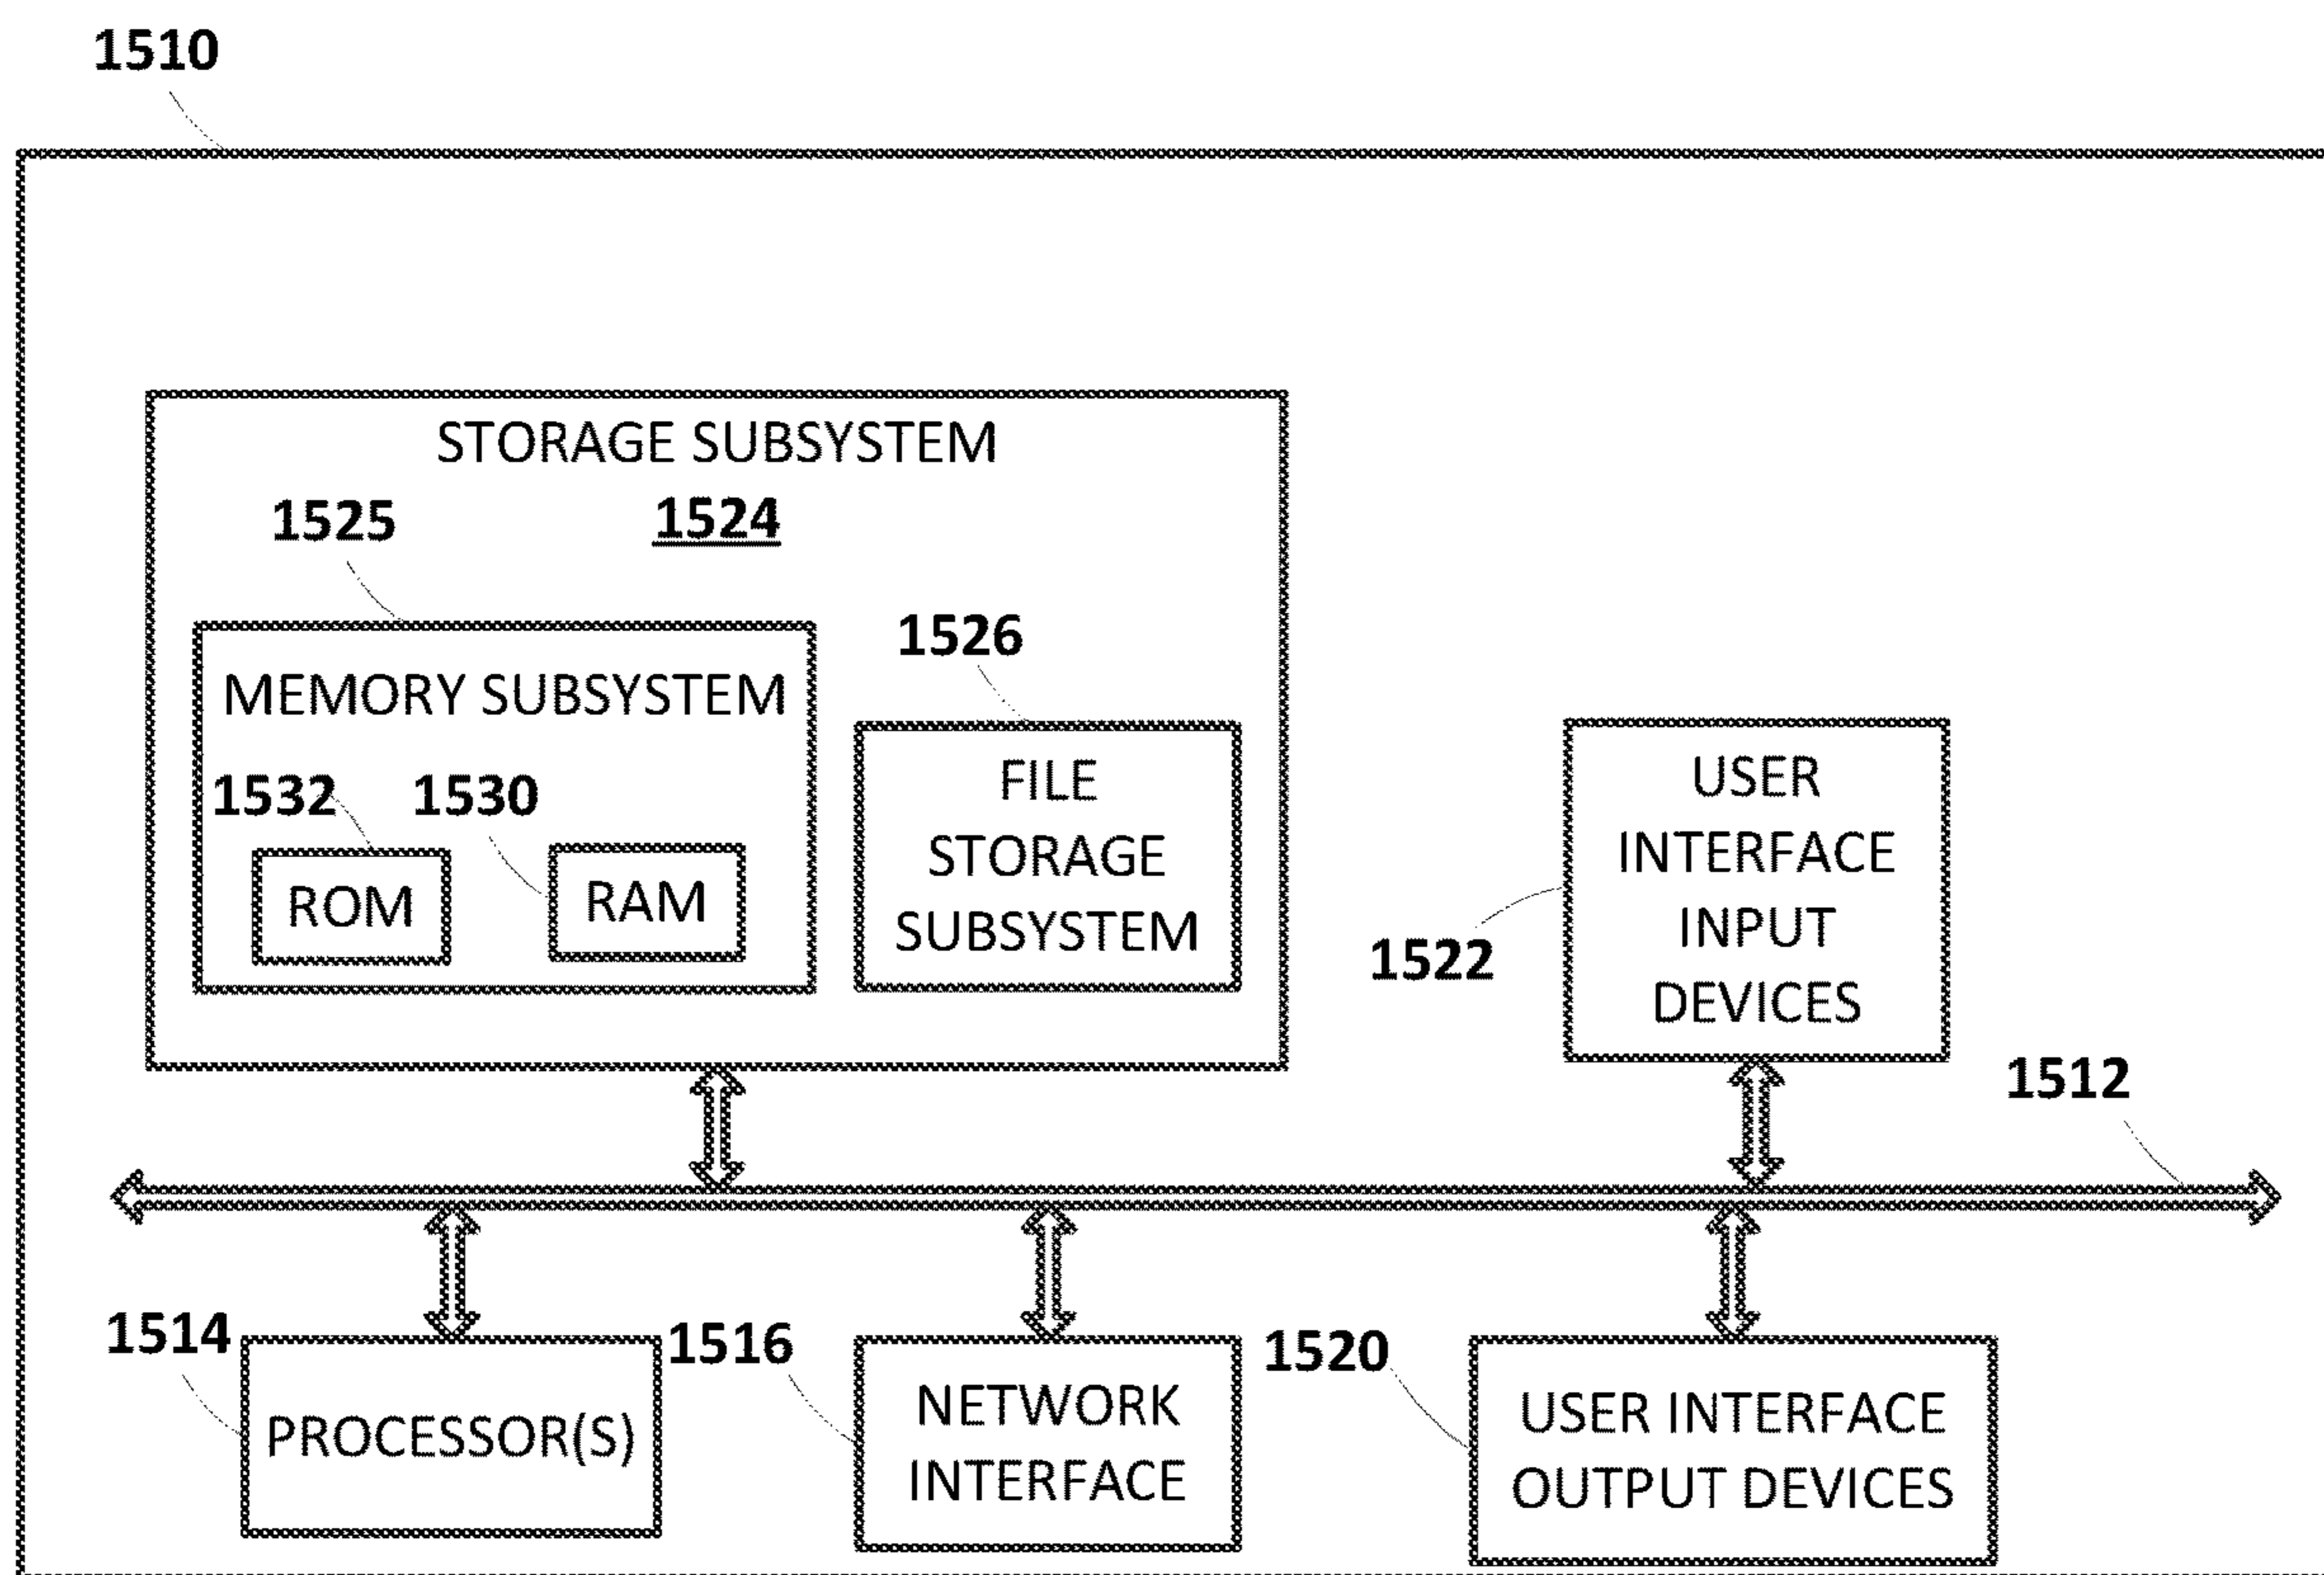 1510
STORAGE SUBSYSTEM
1524
1525
MEMORY SUBSYSTEM
1532
1530
ROM
RAM
1526
FILE
STORAGE
SUBSYSTEM
USER
INTERFACE
INPUT
DEVICES
1522
1512
1514
PROCESSOR(S)
1516
NETWORK
INTERFACE
1520
USER INTERFACE
OUTPUT DEVICES